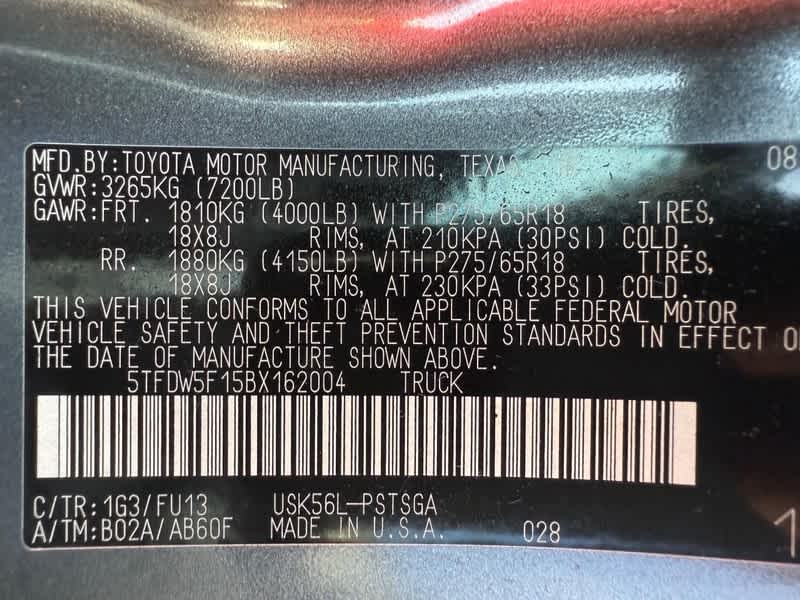 MFD.BY:TOYOTA MOTOR MANUFACTURING, TEXAS, 08
GVWR:3265KG (7200LB)
GAWR:FRT. 1810KG (4000LB) WITH P275/65R18 TIRES,
18X8J RIMS, AT 210KPA (30PSI) COLD.
RR. 1880KG (4150LB) WITH P275/65R18 TIRES,
18X8J RIMS, AT 230KPA (33PSI) COLD.
THIS VEHICLE CONFORMS TO ALL APPLICABLE FEDERAL MOTOR
VEHICLE SAFETY AND THEFT PREVENTION STANDARDS IN EFFECT O
THE DATE OF MANUFACTURE SHOWN ABOVE.
5TFDW5F15BX162004 TRUCK
C/TR:1G3/FU13 USK56L-PSTSGA
A/TM:B02A/AB60F MADE IN U.S.A. 028 1